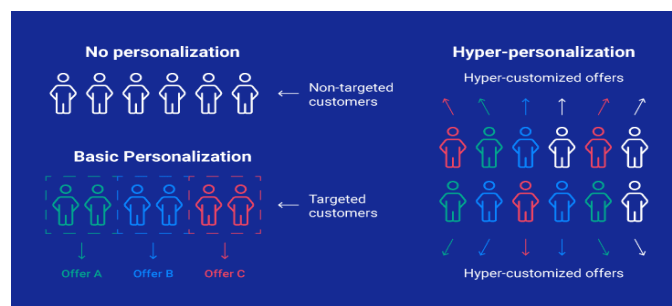 No personalization
Non-targeted
customers
Basic Personalization
Targeted
customers
Offer A
Offer B
Offer C
Hyper-personalization
Hyper-customized offers
Hyper-customized offers